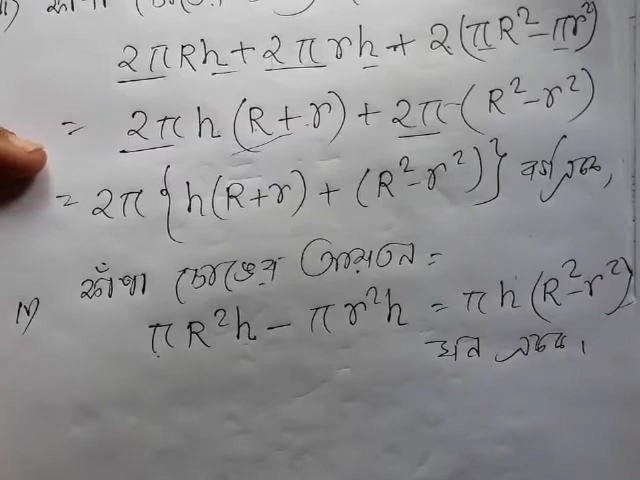 2πRh + 2πrh + 2(πR²-πr²)
= 2πh(R+r) + 2π(R²-r²)
= 2π{h(R+r) + (R²-r²)} বর্গ একক,
iv) ফাঁপা চোঙের আয়তন =
πR²h - πr²h = πh(R²-r²)
ঘন একক।